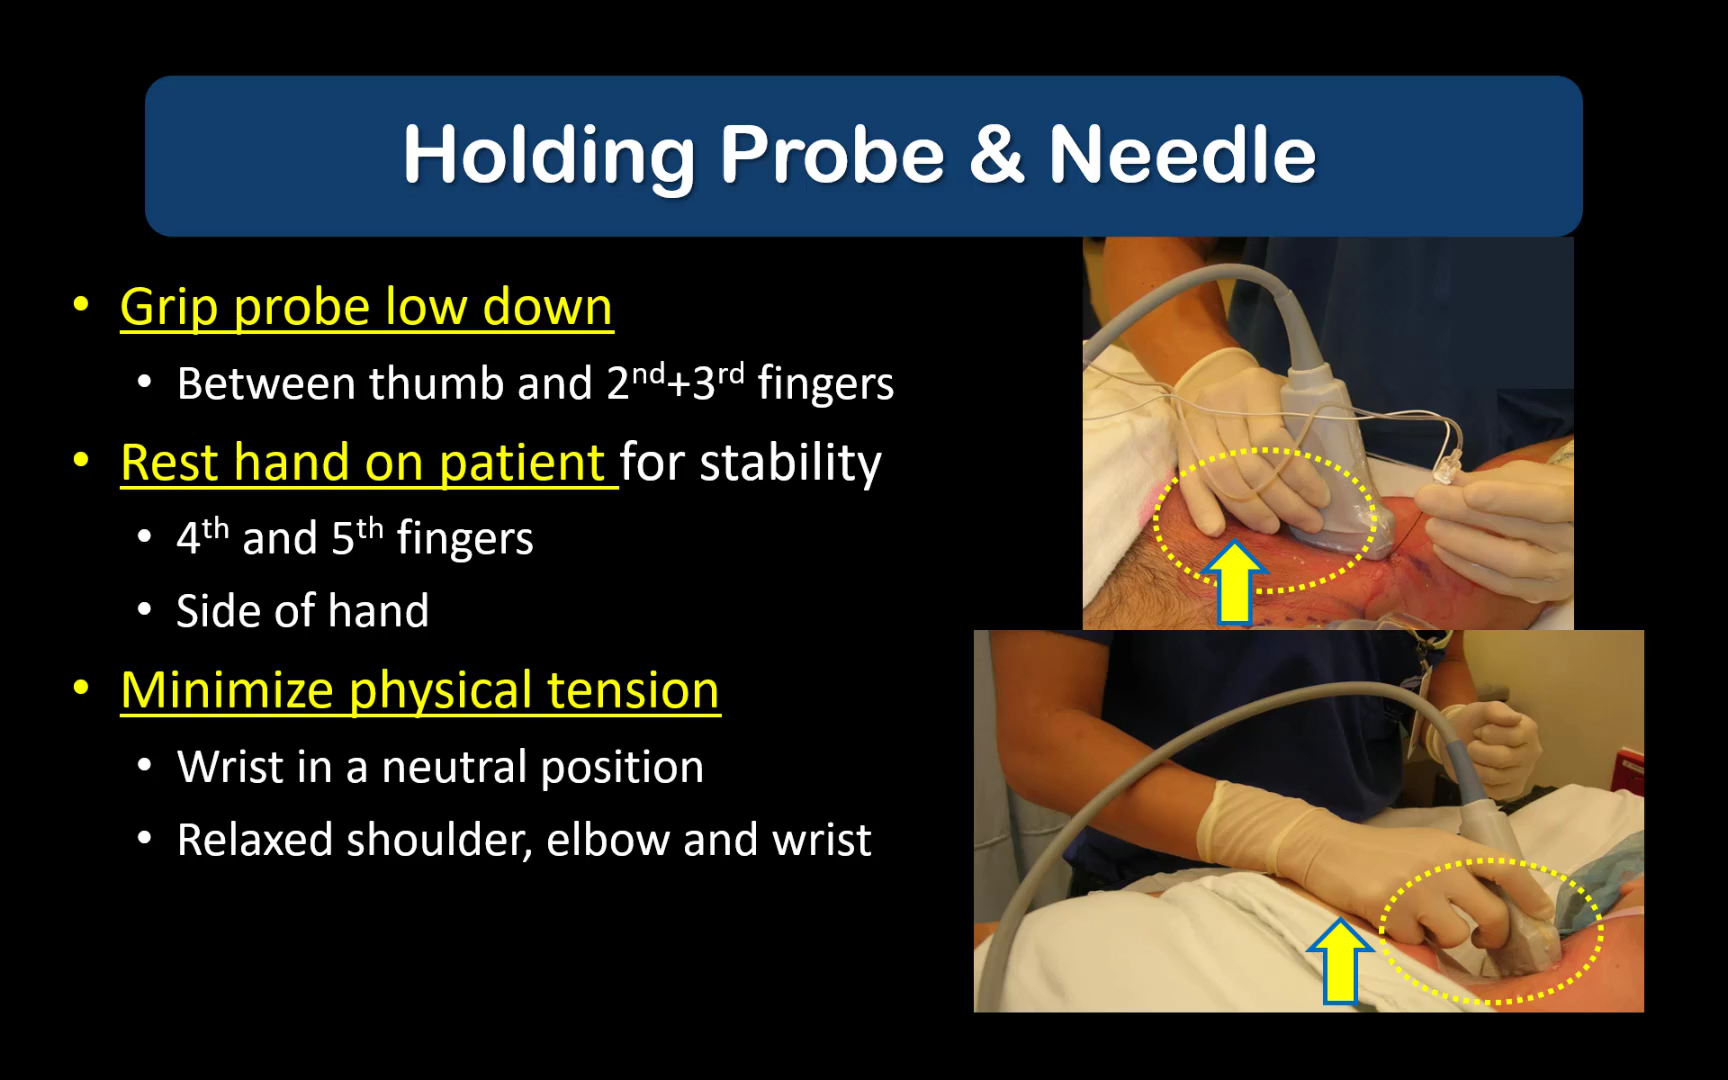 Holding Probe & Needle
• Grip probe low down
• Between thumb and 2nd+3rd fingers
• Rest hand on patient for stability
• 4th and 5th fingers
• Side of hand
• Minimize physical tension
• Wrist in a neutral position
• Relaxed shoulder, elbow and wrist